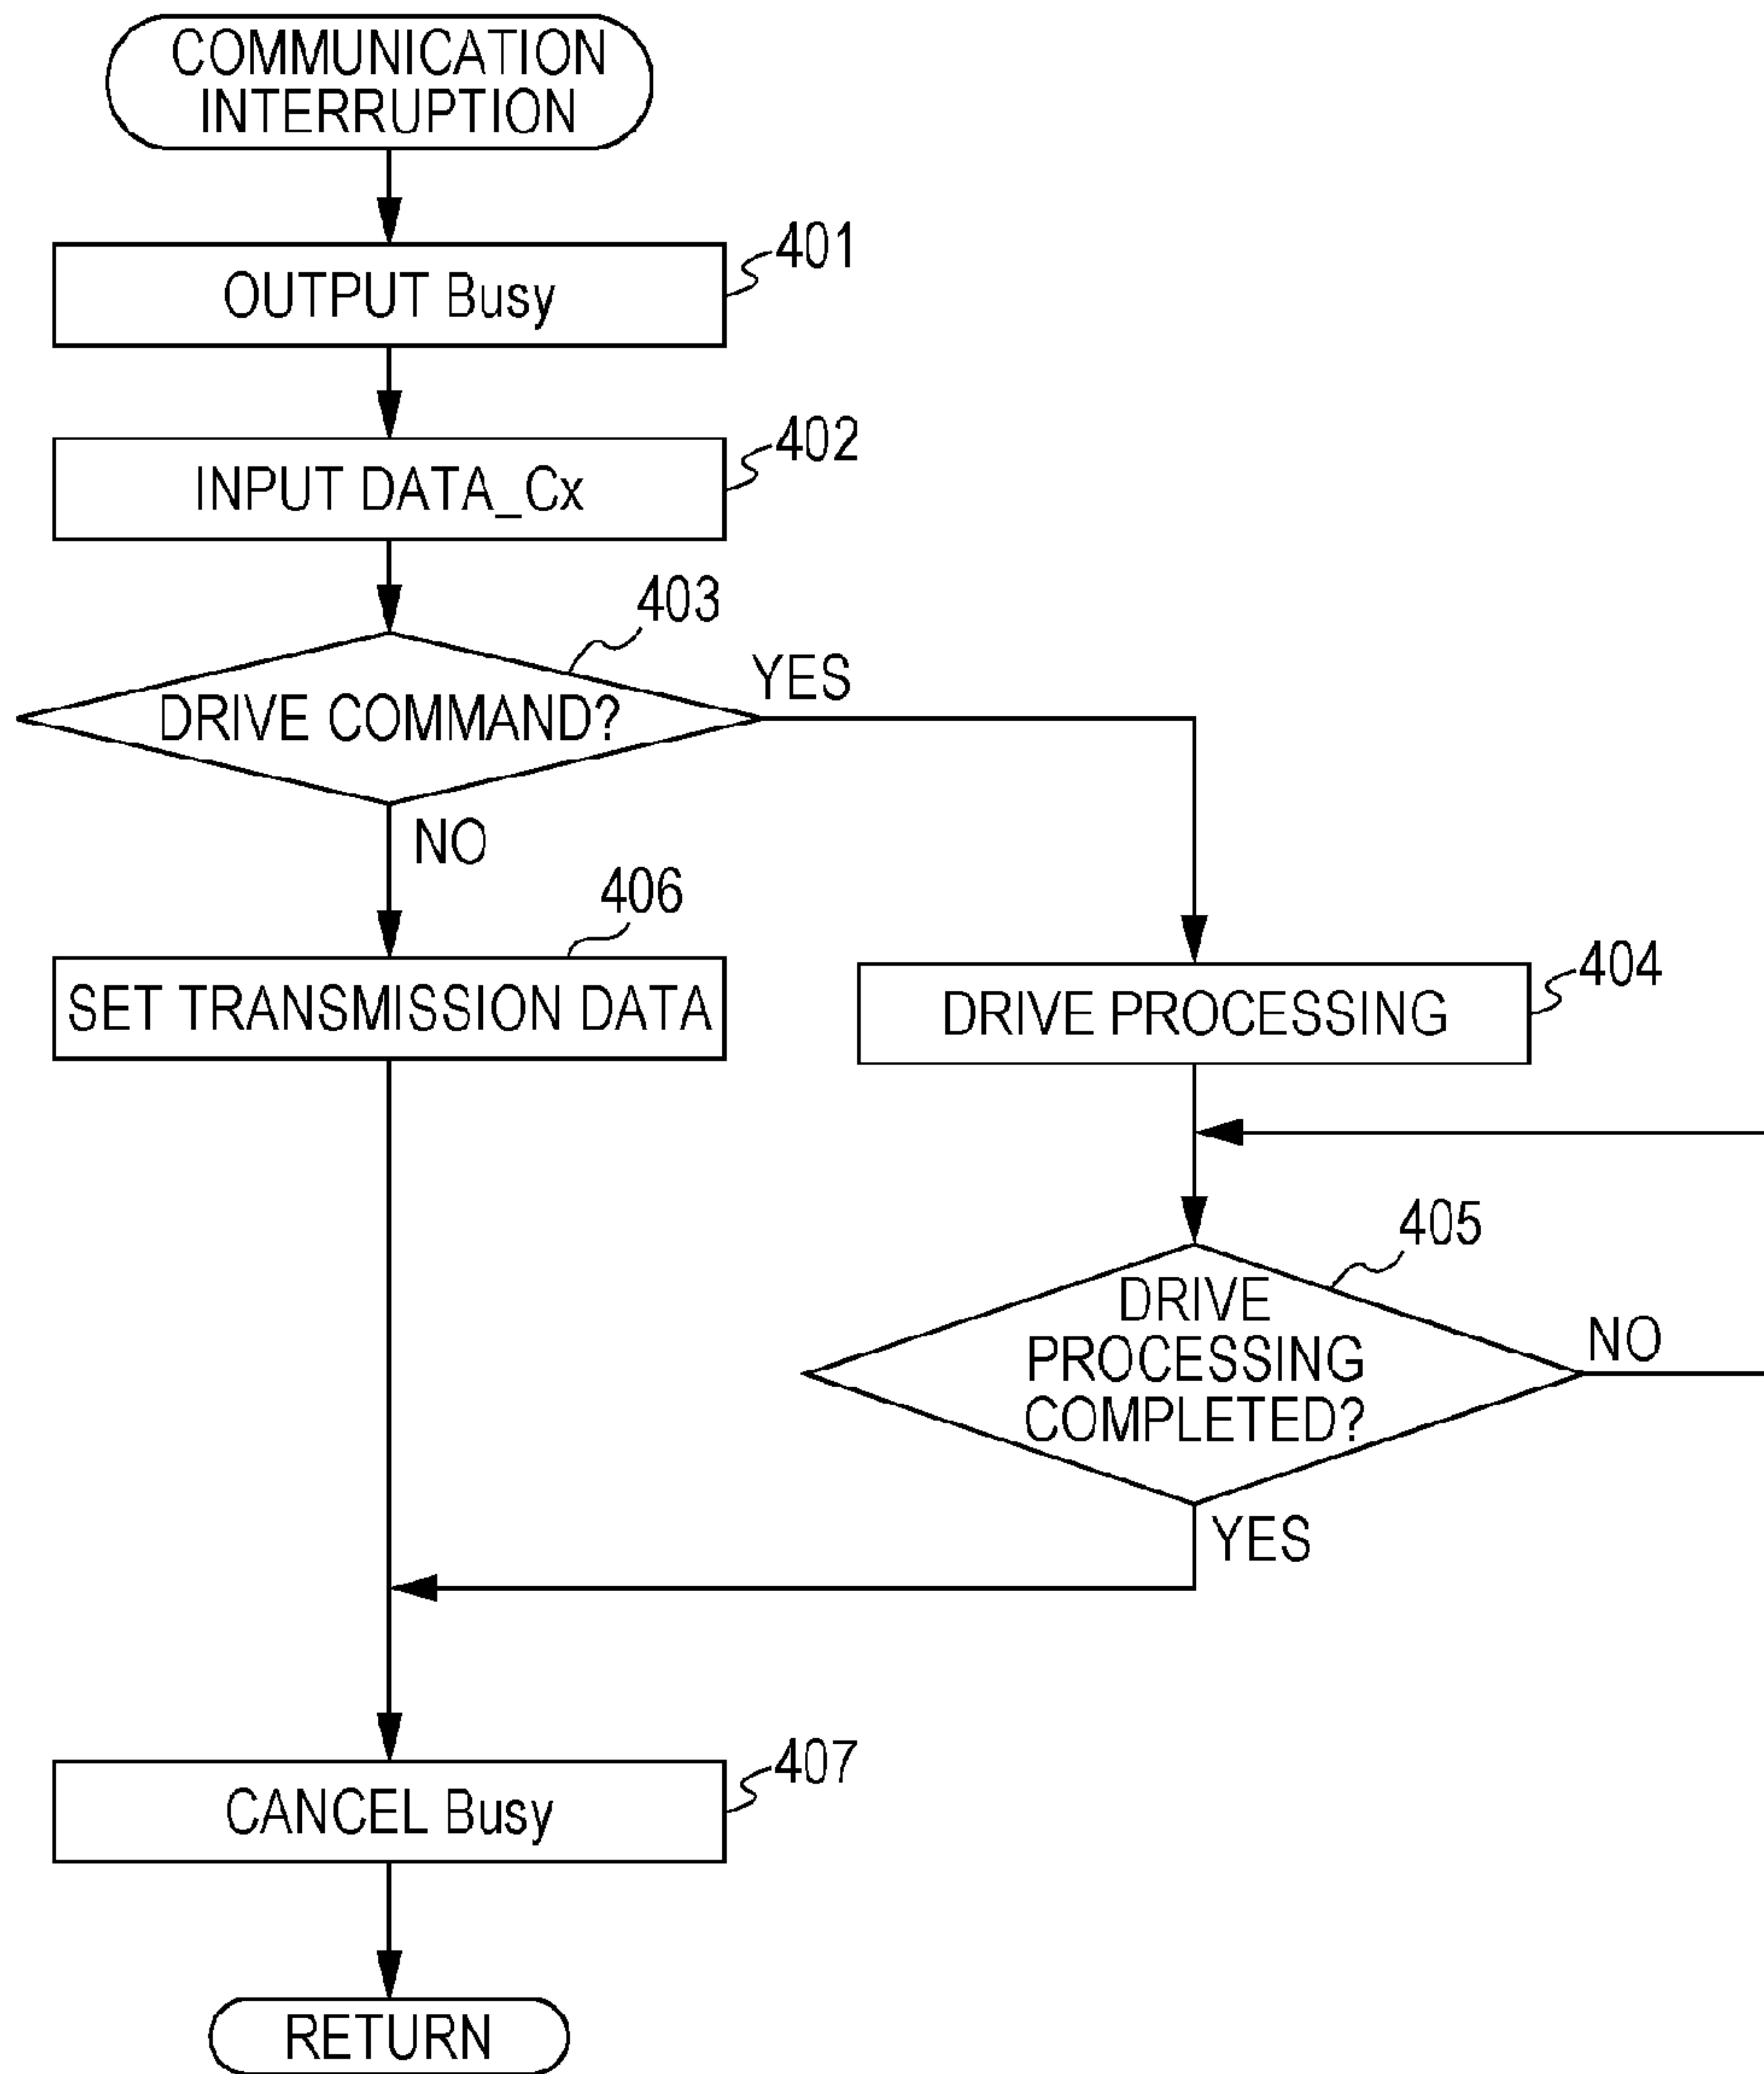 COMMUNICATION
INTERRUPTION
401
OUTPUT Busy
402
INPUT DATA_Cx
403
DRIVE COMMAND?
YES
NO
406
SET TRANSMISSION DATA
404
DRIVE PROCESSING
405
DRIVE
PROCESSING
COMPLETED?
NO
YES
407
CANCEL Busy
RETURN